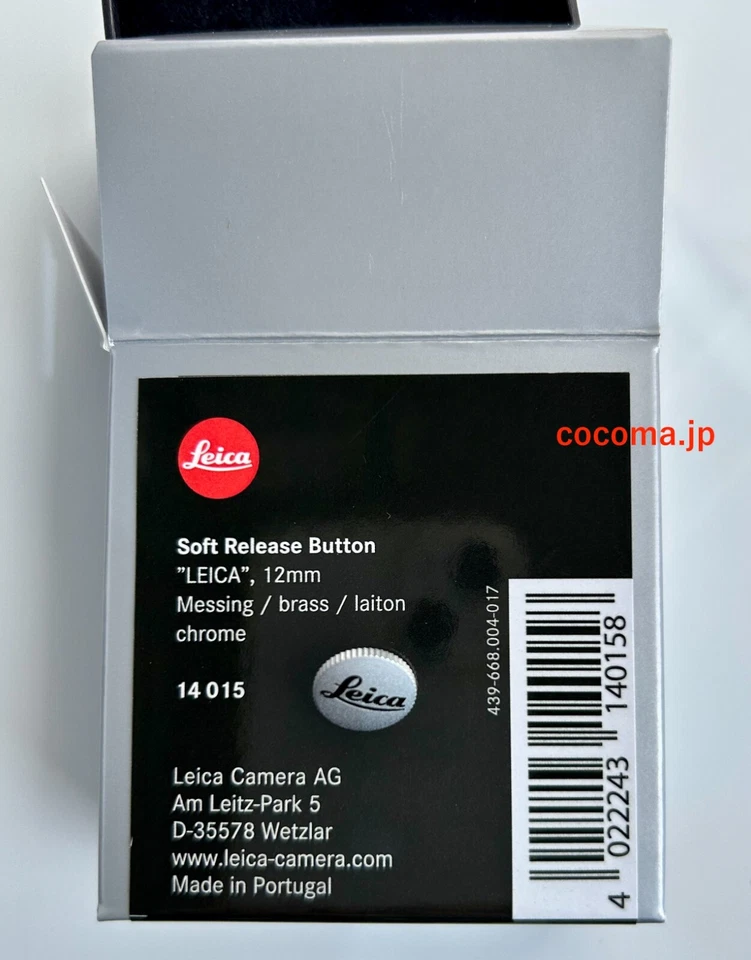 Leica
cocoma.jp
Soft Release Button
”LEICA”, 12mm
Messing / brass / laiton
chrome
14 015
Leica
439-668.004-017
4 022243 140158
Leica Camera AG
Am Leitz-Park 5
D-35578 Wetzlar
www.leica-camera.com
Made in Portugal